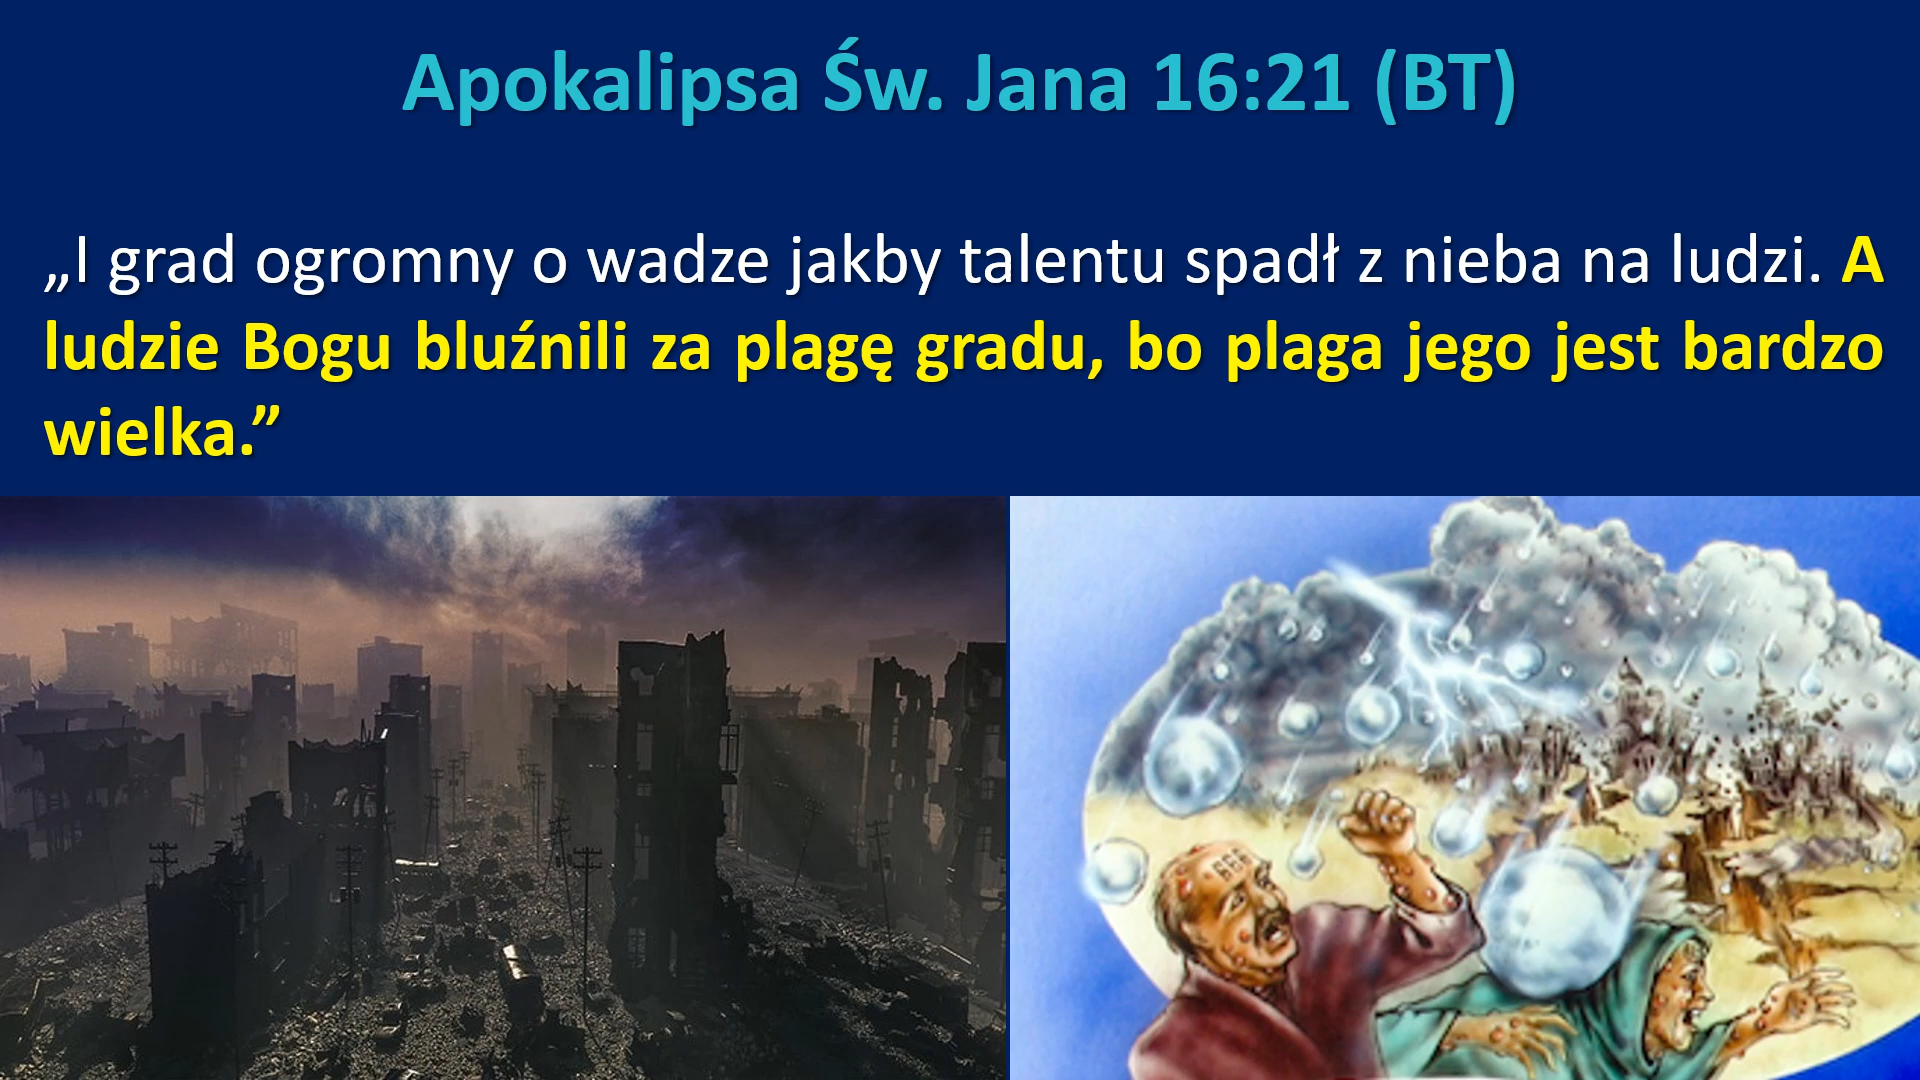 Apokalipsa Św. Jana 16:21 (BT)
„I grad ogromny o wadze jakby talentu spadł z nieba na ludzi. A
ludzie Bogu bluźnili za plagę gradu, bo plaga jego jest bardzo
wielka.”
666